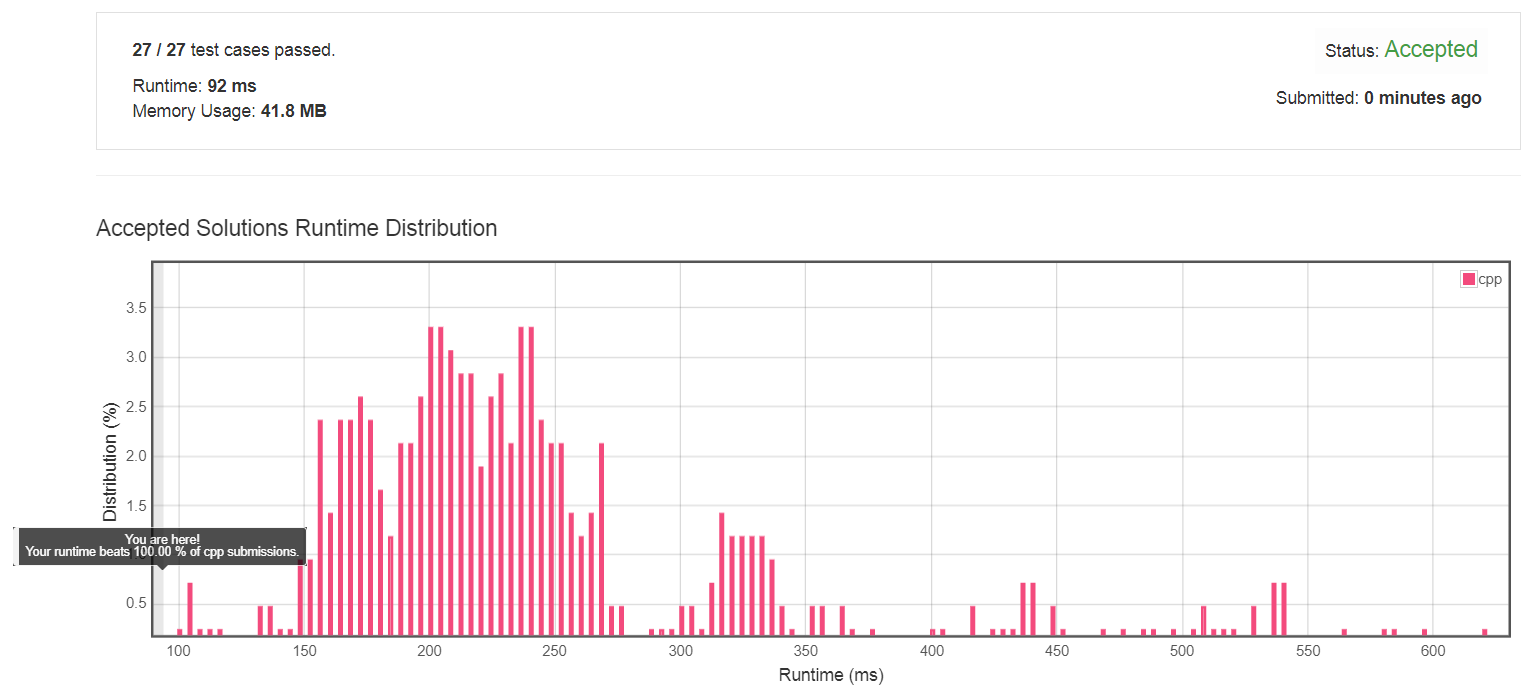 27 / 27 test cases passed.
Status: Accepted
Runtime: 92 ms
Memory Usage: 41.8 MB
Submitted: 0 minutes ago
Accepted Solutions Runtime Distribution
cpp
3.5
3.0
2.5
2.0
1.5
0.5
Distribution (%)
You are here!
Your runtime beats 100.00 % of cpp submissions.
100 150 200 250 300 350 400 450 500 550 600
Runtime (ms)